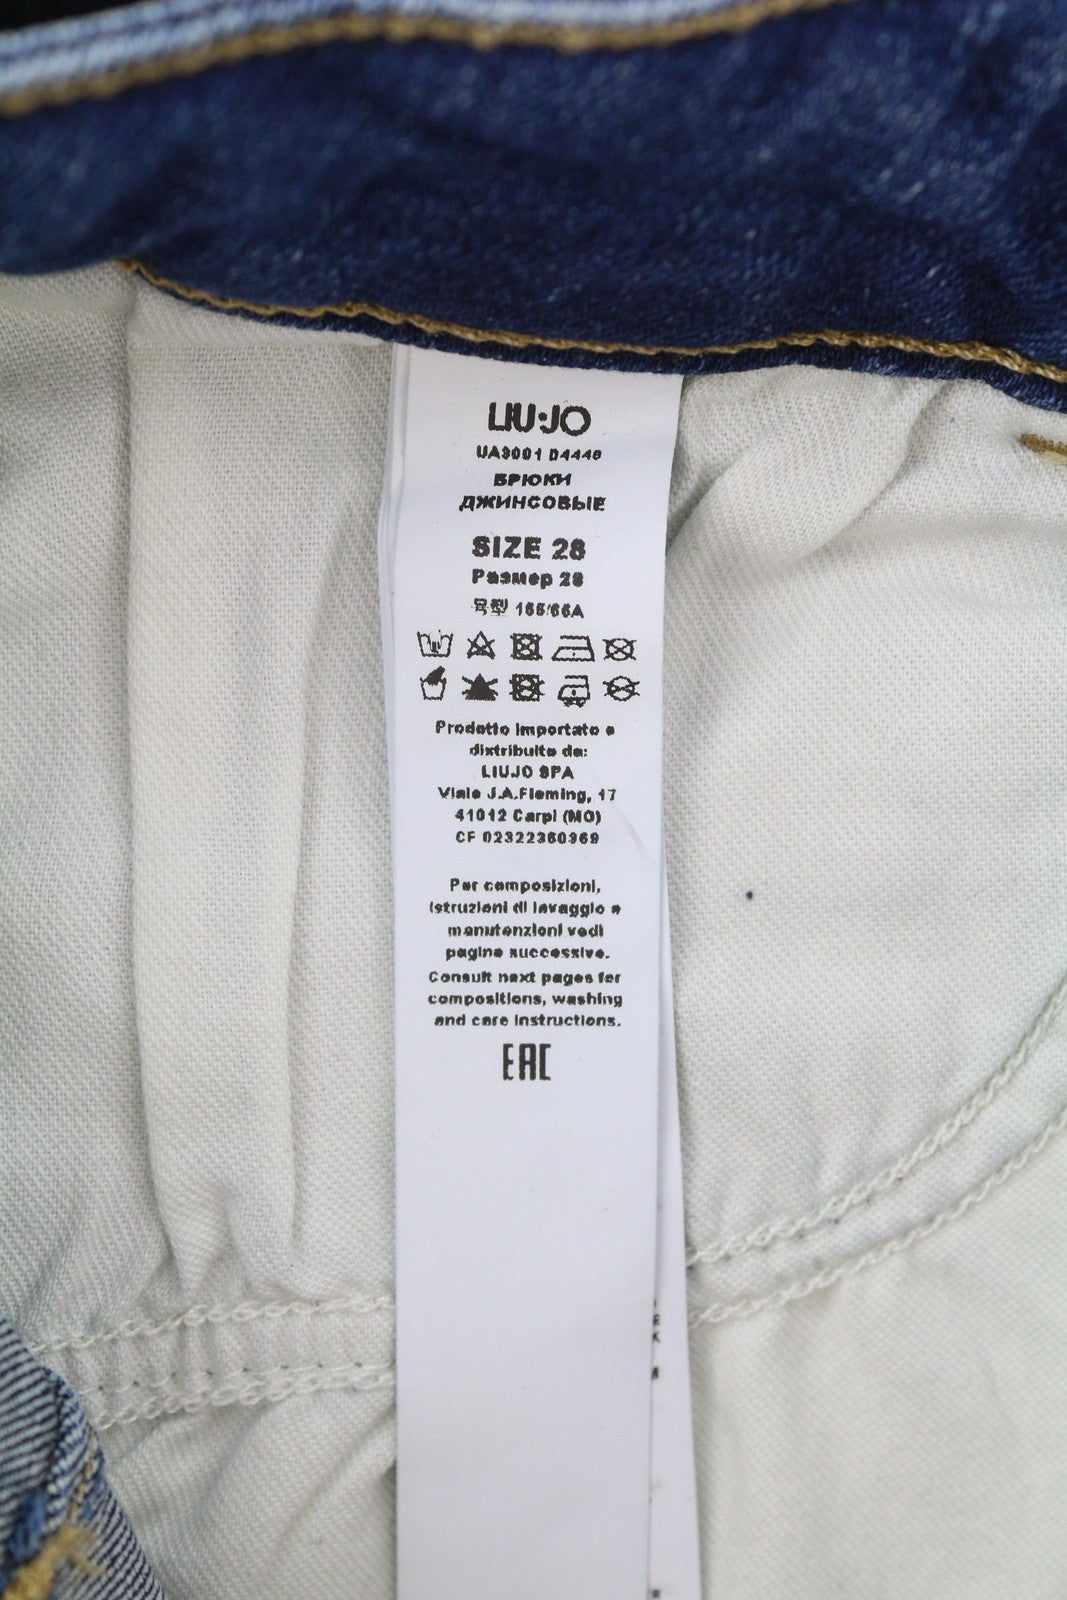 LIU·JO
UA9001 D4446
БРЮКИ
ДЖИНСОВЫЕ
SIZE 28
Размер 28
号型 166/66A
Prodotto importato e
distribuito da:
LIUJO SPA
Viale J.A.Fleming, 17
41012 Carpi (MO)
CF 02322360369
Per composizioni,
istruzioni di lavaggio e
manutenzioni vedi
pagine successive.
Consult next pages for
compositions, washing
and care instructions.
EAC